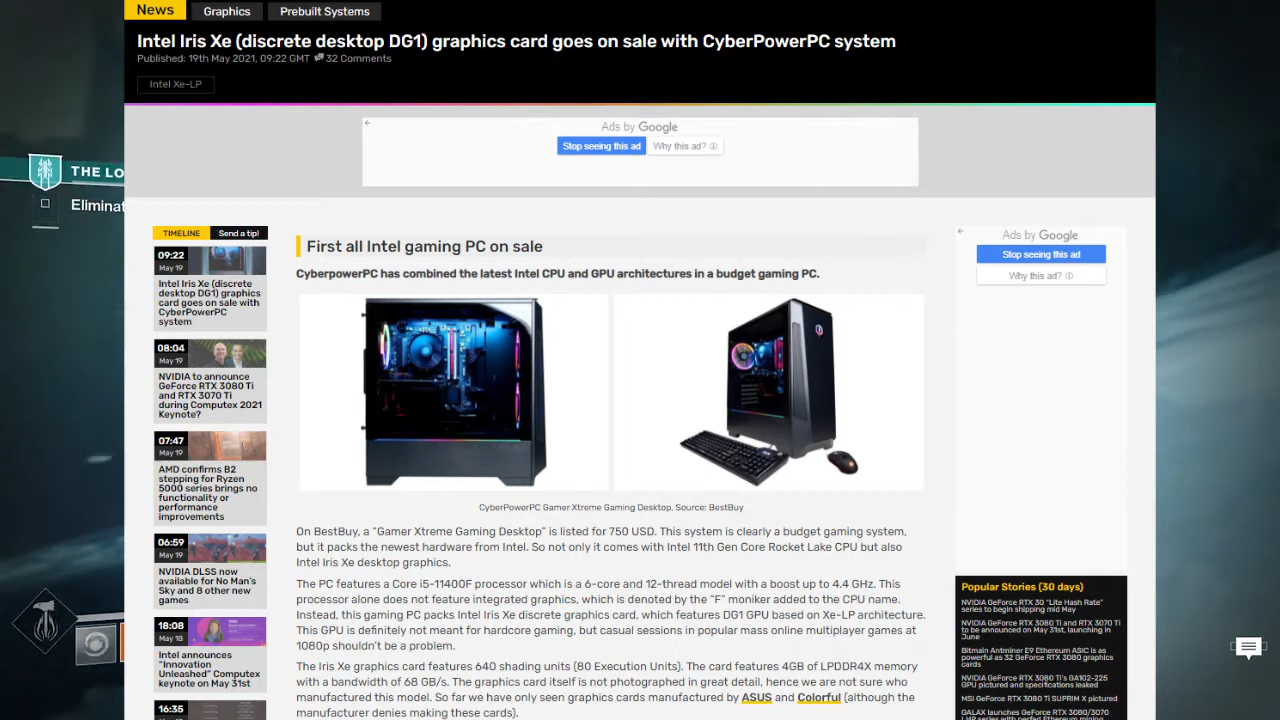 News
Graphics
Prebuilt Systems
Intel Iris Xe (discrete desktop DG1) graphics card goes on sale with CyberPowerPC system
Published: 19th May 2021, 09:22 GMT 32 Comments
Intel Xe-LP
Ads by Google
Stop seeing this ad
Why this ad?
THE LO
Eliminat
TIMELINE
Send a tip!
09:22
May 19
Intel Iris Xe (discrete
desktop DG1) graphics
card goes on sale with
CyberPowerPC
system
08:04
May 19
NVIDIA to announce
GeForce RTX 3080 Ti
and RTX 3070 Ti
during Computex 2021
Keynote?
07:47
May 19
AMD confirms B2
stepping for Ryzen
5000 series brings no
functionality or
performance
improvements
06:59
May 19
NVIDIA DLSS now
available for No Man's
Sky and 8 other new
games
18:08
May 18
Intel announces
"Innovation
Unleashed" Computex
keynote on May 31st
16:35
First all Intel gaming PC on sale
CyberpowerPC has combined the latest Intel CPU and GPU architectures in a budget gaming PC.
CyberPowerPC Gamer Xtreme Gaming Desktop, Source: BestBuy
On BestBuy, a "Gamer Xtreme Gaming Desktop" is listed for 750 USD. This system is clearly a budget gaming system,
but it packs the newest hardware from Intel. So not only it comes with Intel 11th Gen Core Rocket Lake CPU but also
Intel Iris Xe desktop graphics.
The PC features a Core i5-11400F processor which is a 6-core and 12-thread model with a boost up to 4.4 GHz. This
processor does not feature integrated graphics, which is denoted by the "F" moniker added to the CPU name.
Instead, this gaming PC packs Intel Iris Xe discrete graphics card, which features DG1 GPU based on Xe-LP architecture.
This GPU is definitely not meant for hardcore gaming, but casual sessions in popular mass online multiplayer games at
1080p shouldn't be a problem.
The Iris Xe graphics card features 640 shading units (80 Execution Units). The card features 4GB of LPDDR4X memory
with a bandwidth of 68 GB/s. The graphics card itself is not photographed in great detail, hence we are not sure who
manufactured this model. So far we have only seen graphics cards manufactured by ASUS and Colorful (although the
manufacturer denies making these cards).
Ads by Google
Stop seeing this ad
Why this ad?
Popular Stories (30 days)
NVIDIA GeForce RTX 30 "Lite Hash Rate"
series to begin shipping mid May
NVIDIA GeForce RTX 3080 Ti and RTX 3070 Ti
to be announced on May 31st, launching in
June
Bitmain Antminer E9 Ethereum ASIC is as
powerful as 32 GeForce RTX 3080 graphics
cards
NVIDIA GeForce RTX 3080 Ti's GA102-225
GPU pictured and specifications leaked
MSI GeForce RTX 3080 Ti SUPRIM X pictured
GALAX launches GeForce RTX 3080/3070